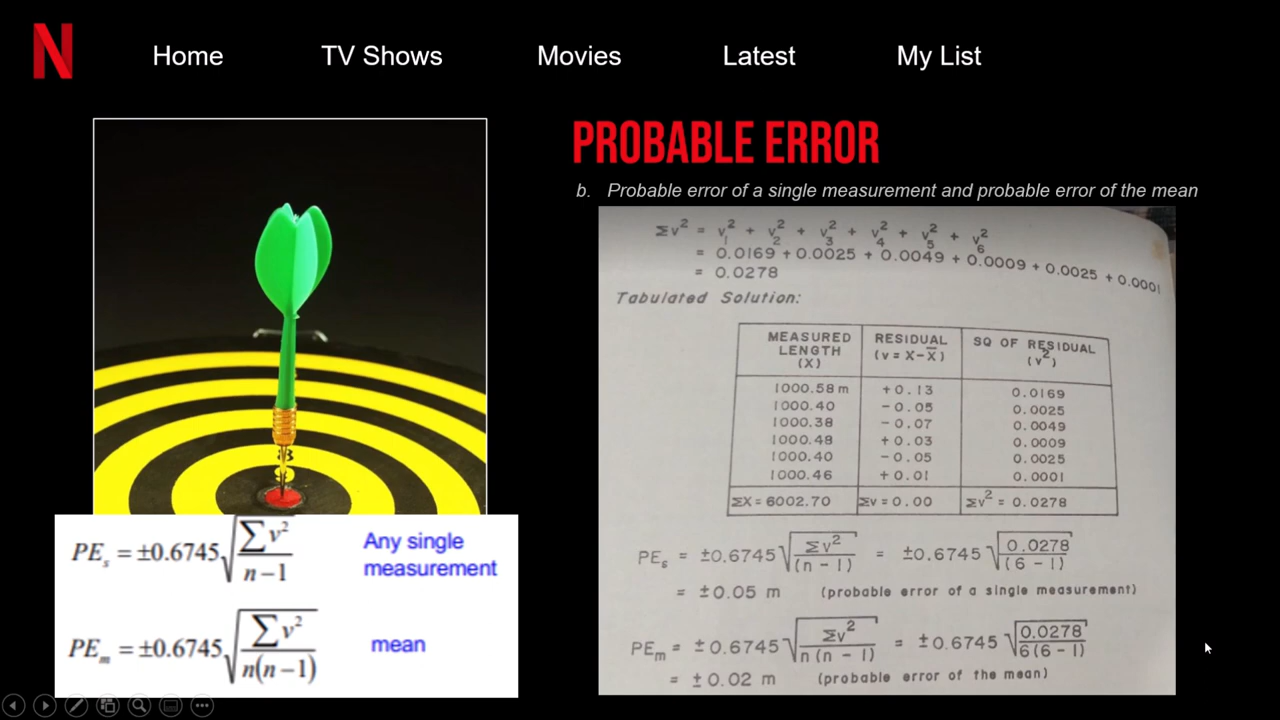 N Home TV Shows Movies Latest My List
PROBABLE ERROR
b. Probable error of a single measurement and probable error of the mean
Σv² = v₁² + v₂² + v₃² + v₄² + v₅² + v₆²
= 0.0169 + 0.0025 + 0.0049 + 0.0009 + 0.0025 + 0.0001
= 0.0278
Tabulated Solution:
MEASURED LENGTH (X) RESIDUAL (v = X-X̄) SQ OF RESIDUAL (v²)
1000.58 m +0.13 0.0169
1000.40 -0.05 0.0025
1000.38 -0.07 0.0049
1000.48 +0.03 0.0009
1000.40 -0.05 0.0025
1000.46 +0.01 0.0001
ΣX = 6002.70 Σv = 0.00 Σv² = 0.0278
PEₛ = ±0.6745 √(Σv² / (n - 1)) = ±0.6745 √(0.0278 / (6 - 1))
= ±0.05 m (probable error of a single measurement)
PEₘ = ±0.6745 √(Σv² / n (n - 1)) = ±0.6745 √(0.0278 / 6(6 - 1))
= ±0.02 m (probable error of the mean)
PEₛ = ±0.6745 √(∑v² / n-1) Any single
measurement
PEₘ = ±0.6745 √(∑v² / n(n-1)) mean